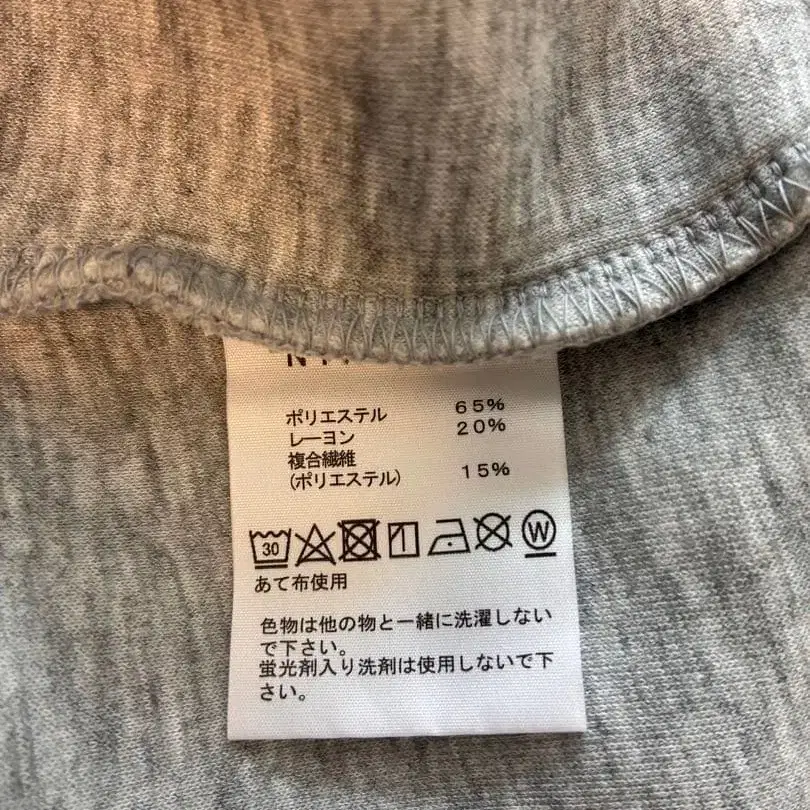 ポリエステル 65%
レーヨン 20%
複合繊維
(ポリエステル) 15%
30 W
あて布使用
色物は他の物と一緒に洗濯しない
で下さい。
蛍光剤入り洗剤は使用しないで下
さい。